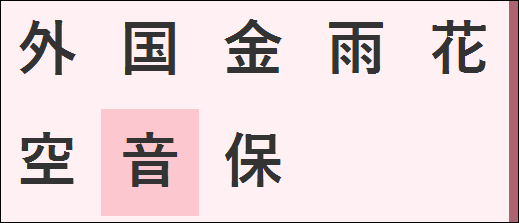 外 国 金 雨 花
空 音 保